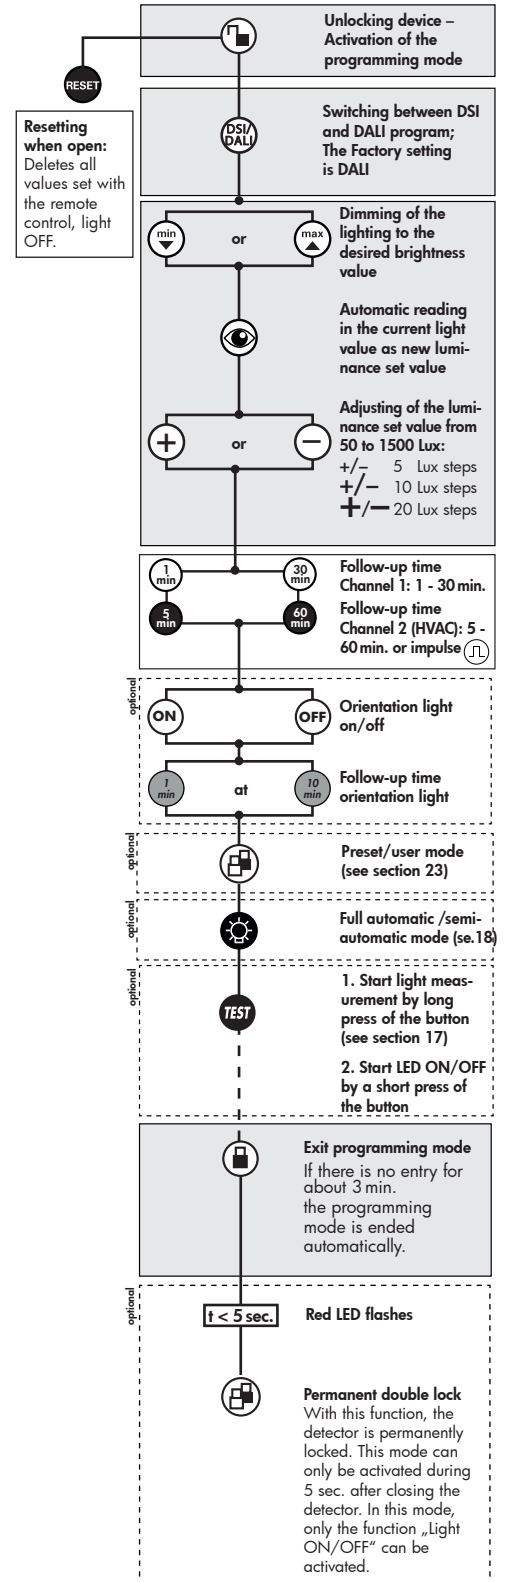 Unlocking device –
Activation of the
programming mode
RESET
Resetting
when open:
Deletes all
values set with
the remote
control, light
OFF.
DSI/
DALI
Switching between DSI
and DALI program;
The Factory setting
is DALI
min
or
max
Dimming of the
lighting to the
desired brightness
value
Automatic reading
in the current light
value as new lumi-
nance set value
+
or
–
Adjusting of the lumi-
nance set value from
50 to 1500 Lux:
+/– 5 Lux steps
+/– 10 Lux steps
+/– 20 Lux steps
1
min
30
min
5
min
60
min
Follow-up time
Channel 1: 1 - 30 min.
Follow-up time
Channel 2 (HVAC): 5 -
60 min. or impulse
optional
ON
OFF
Orientation light
on/off
1
min
at
10
min
Follow-up time
orientation light
optional
Preset/user mode
(see section 23)
optional
Full automatic /semi-
automatic mode (se.18)
optional
TEST
1. Start light meas-
urement by long
press of the button
(see section 17)
2. Start LED ON/OFF
by a short press of
the button
Exit programming mode
If there is no entry for
about 3 min.
the programming
mode is ended
automatically.
optional
t < 5 sec.
Red LED flashes
Permanent double lock
With this function, the
detector is permanently
locked. This mode can
only be activated during
5 sec. after closing the
detector. In this mode,
only the function „Light
ON/OFF“ can be
activated.